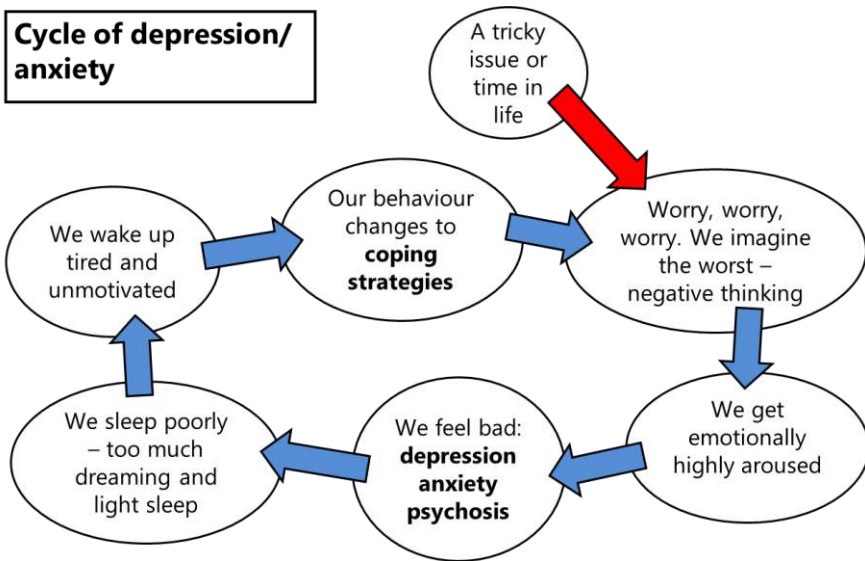 Cycle of depression/
anxiety
A tricky
issue or
time in
life
Worry, worry,
worry. We imagine
the worst –
negative thinking
We get
emotionally
highly aroused
We feel bad:
depression
anxiety
psychosis
We sleep poorly
– too much
dreaming and
light sleep
We wake up
tired and
unmotivated
Our behaviour
changes to
coping
strategies